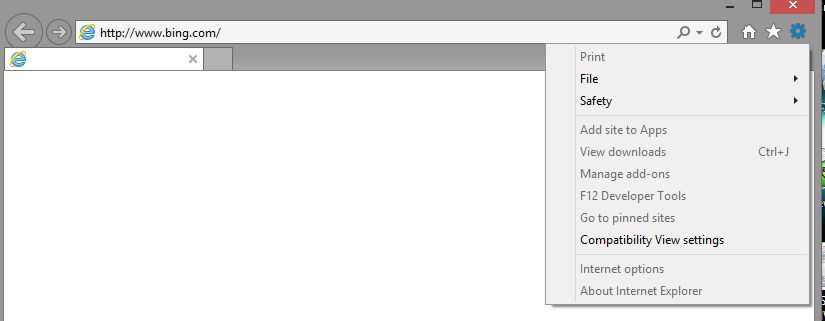 http://www.bing.com/
Print
File
Safety
Add site to Apps
View downloads Ctrl+J
Manage add-ons
F12 Developer Tools
Go to pinned sites
Compatibility View settings
Internet options
About Internet Explorer